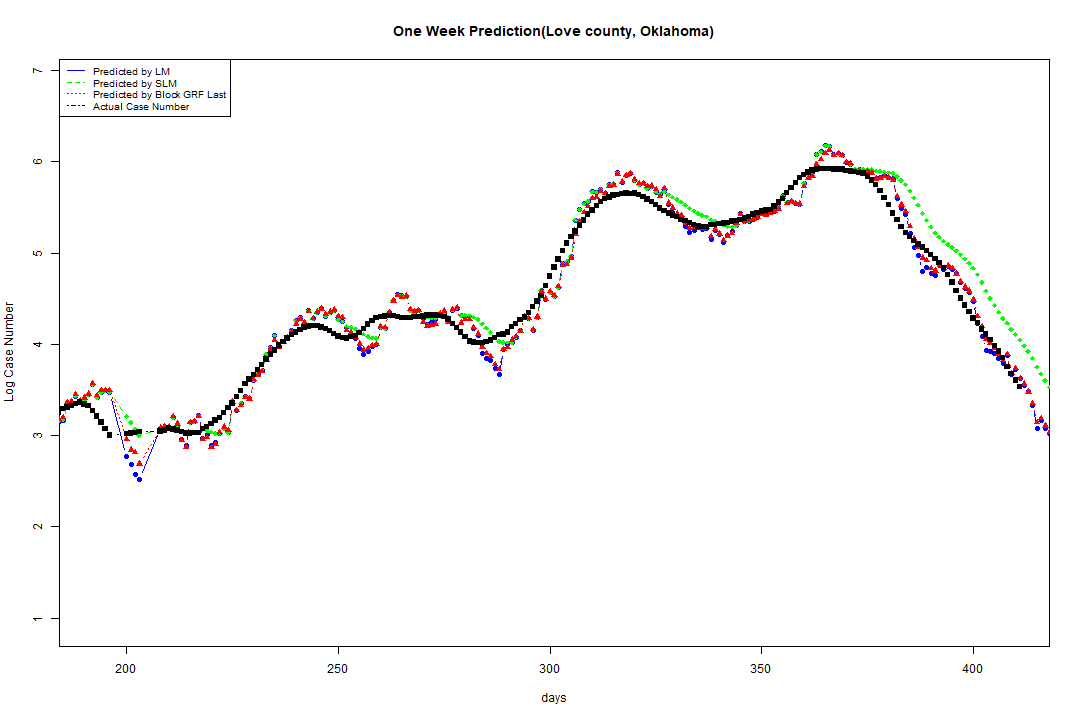 One Week Prediction(Love county, Oklahoma)
Predicted by LM
Predicted by SLM
Predicted by Block GRF Last
Actual Case Number
7
6
5
4
3
2
1
Log Case Number
200 250 300 350 400
days